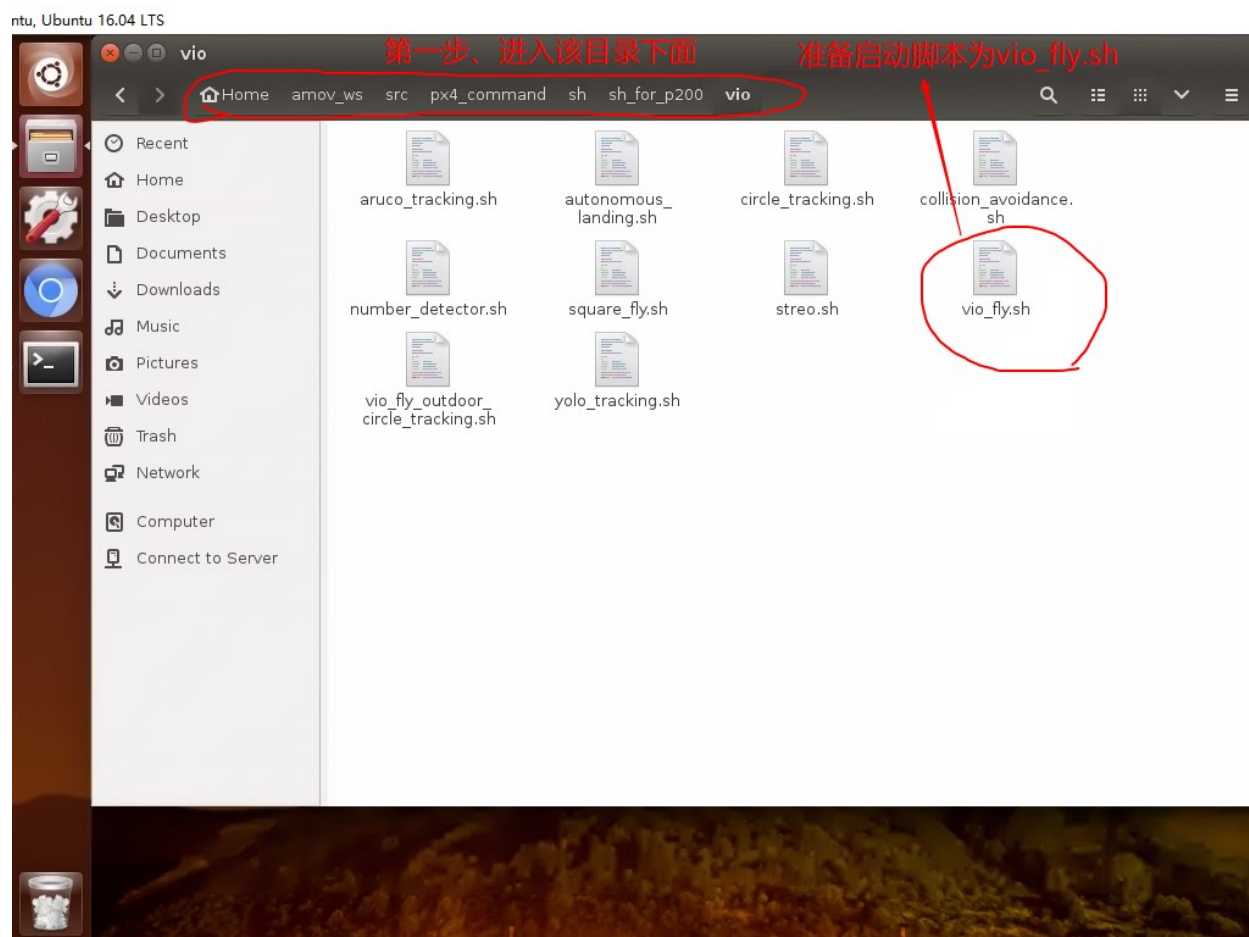 ntu, Ubuntu 16.04 LTS
vio
第一步、进入该目录下面
准备启动脚本为vio_fly.sh
Home amov_ws src px4_command sh sh_for_p200 vio
Recent
Home
Desktop
Documents
Downloads
Music
Pictures
Videos
Trash
Network
Computer
Connect to Server
aruco_tracking.sh
autonomous_
landing.sh
circle_tracking.sh
collision_avoidance.
sh
number_detector.sh
square_fly.sh
streo.sh
vio_fly.sh
vio_fly_outdoor_
circle_tracking.sh
yolo_tracking.sh